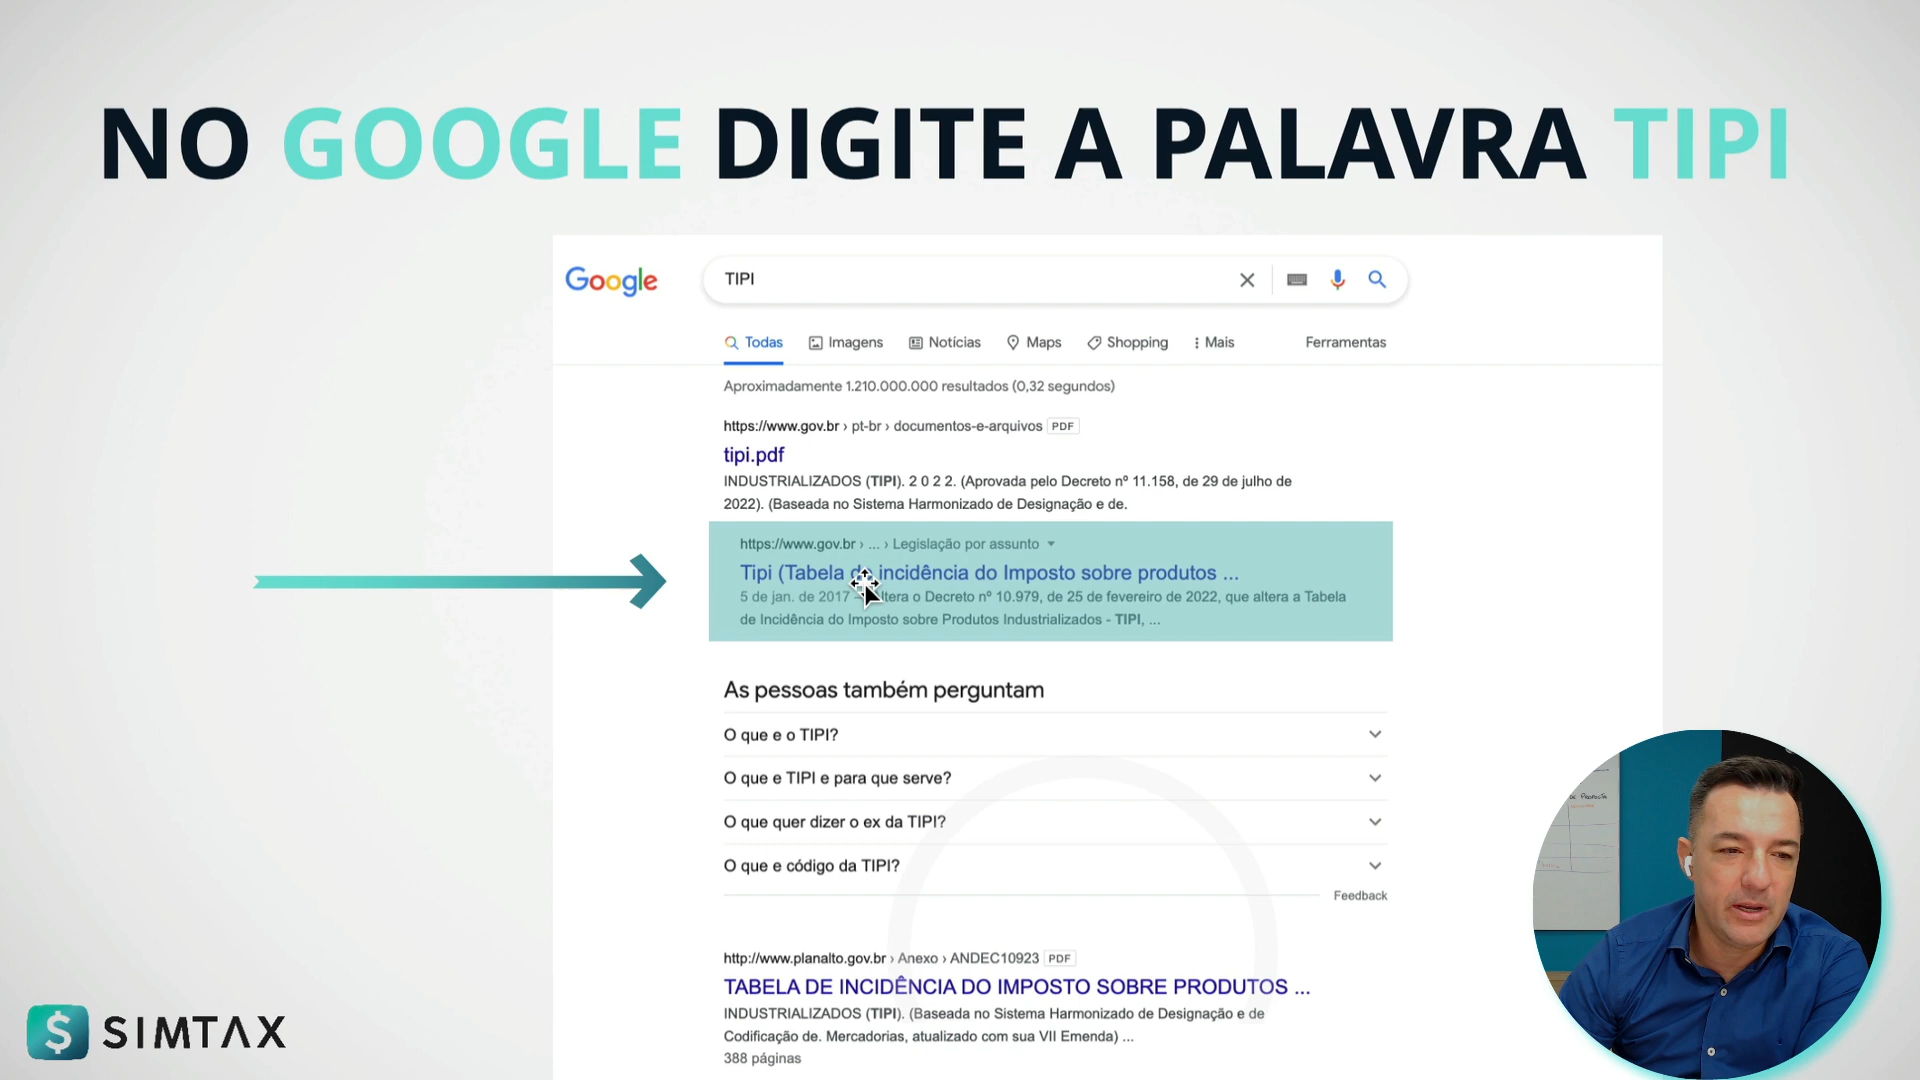 NO GOOGLE DIGITE A PALAVRA TIPI
Google
TIPI
Todas
Imagens
Notícias
Maps
Shopping
Mais
Ferramentas
Aproximadamente 1.210.000.000 resultados (0,32 segundos)
https://www.gov.br › pt-br › documentos-e-arquivos PDF
tipi.pdf
INDUSTRIALIZADOS (TIPI). 2 0 2 2. (Aprovada pelo Decreto nº 11.158, de 29 de julho de
2022). (Baseada no Sistema Harmonizado de Designação e de.
https://www.gov.br › ... › Legislação por assunto
Tipi (Tabela incidência do Imposto sobre produtos ...
5 de jan. de 2017 — ltera o Decreto nº 10.979, de 25 de fevereiro de 2022, que altera a Tabela
de Incidência do Imposto sobre Produtos Industrializados - TIPI, ...
As pessoas também perguntam
O que e o TIPI?
O que e TIPI e para que serve?
O que quer dizer o ex da TIPI?
O que e código da TIPI?
Feedback
http://www.planalto.gov.br › Anexo › ANDEC10923 PDF
TABELA DE INCIDÊNCIA DO IMPOSTO SOBRE PRODUTOS ...
INDUSTRIALIZADOS (TIPI). (Baseada no Sistema Harmonizado de Designação e de
Codificação de. Mercadorias, atualizado com sua VII Emenda) ...
388 páginas
$ SIMTAX